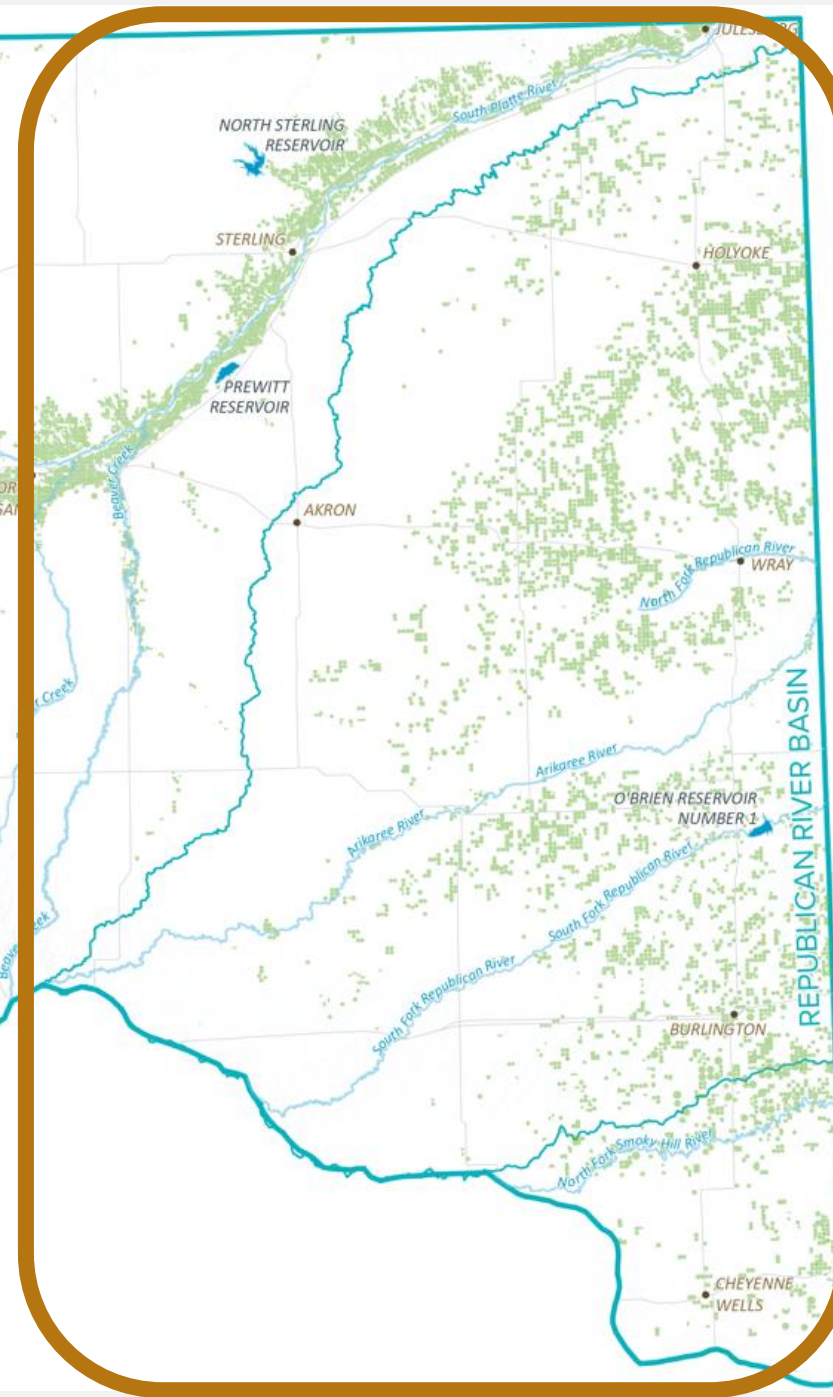 JULESBURG
South Platte River
NORTH STERLING
RESERVOIR
STERLING
HOLYOKE
PREWITT
RESERVOIR
Beaver Creek
AKRON
North Fork Republican River
WRAY
r Creek
REPUBLICAN RIVER BASIN
Arikaree River
O'BRIEN RESERVOIR
NUMBER 1
Arikaree River
South Fork Republican River
South Fork Republican River
BURLINGTON
North Fork Smoky Hill River
CHEYENNE
WELLS